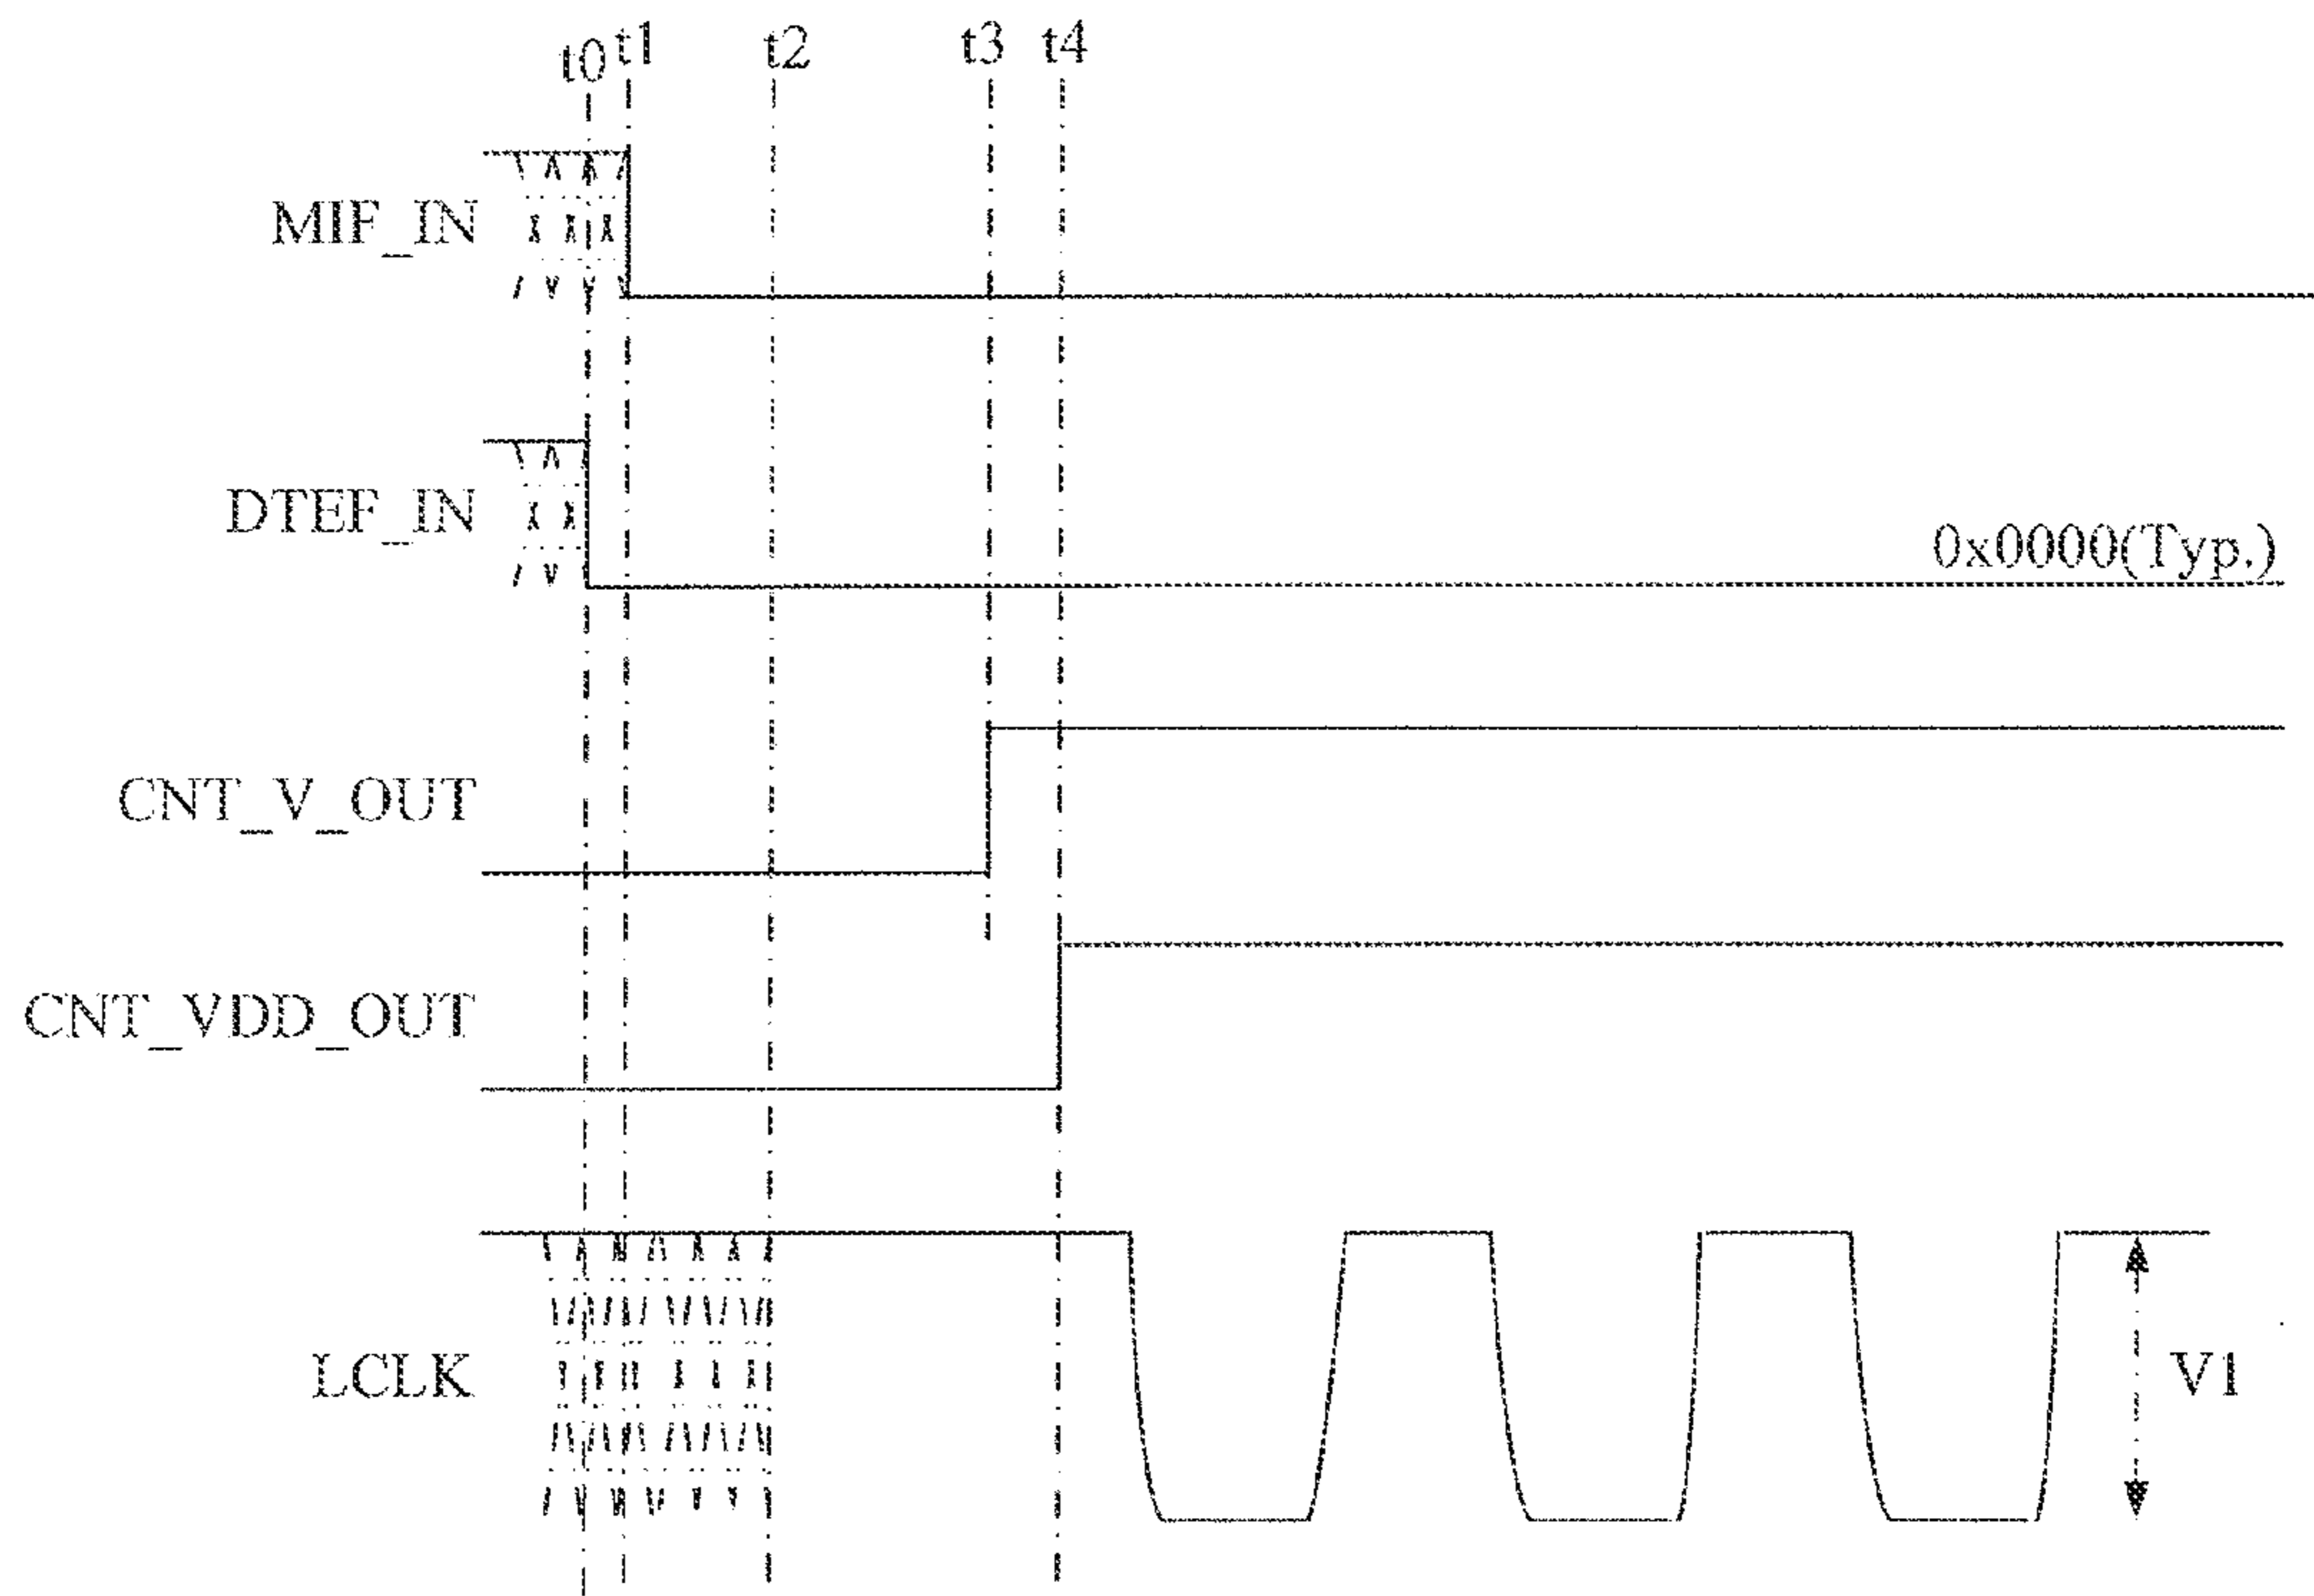 t0 t1 t2 t3 t4
MIF_IN
DTEF_IN
0x0000(Typ.)
CNT_V_OUT
CNT_VDD_OUT
LCLK
V1